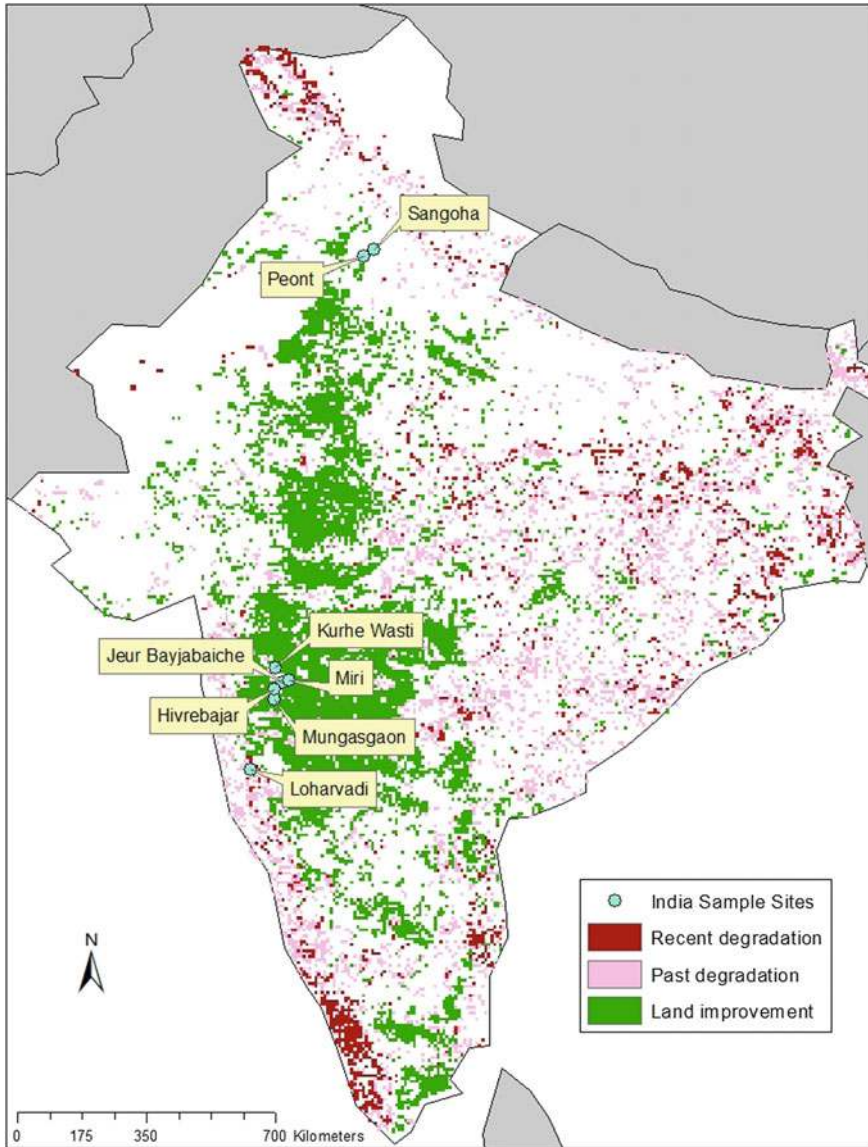 Sangoha
Peont
Kurhe Wasti
Jeur Bayjabaiche
Miri
Hivrebajar
Mungasgaon
Loharvadi
India Sample Sites
Recent degradation
Past degradation
Land improvement
N
0 175 350 700 Kilometers